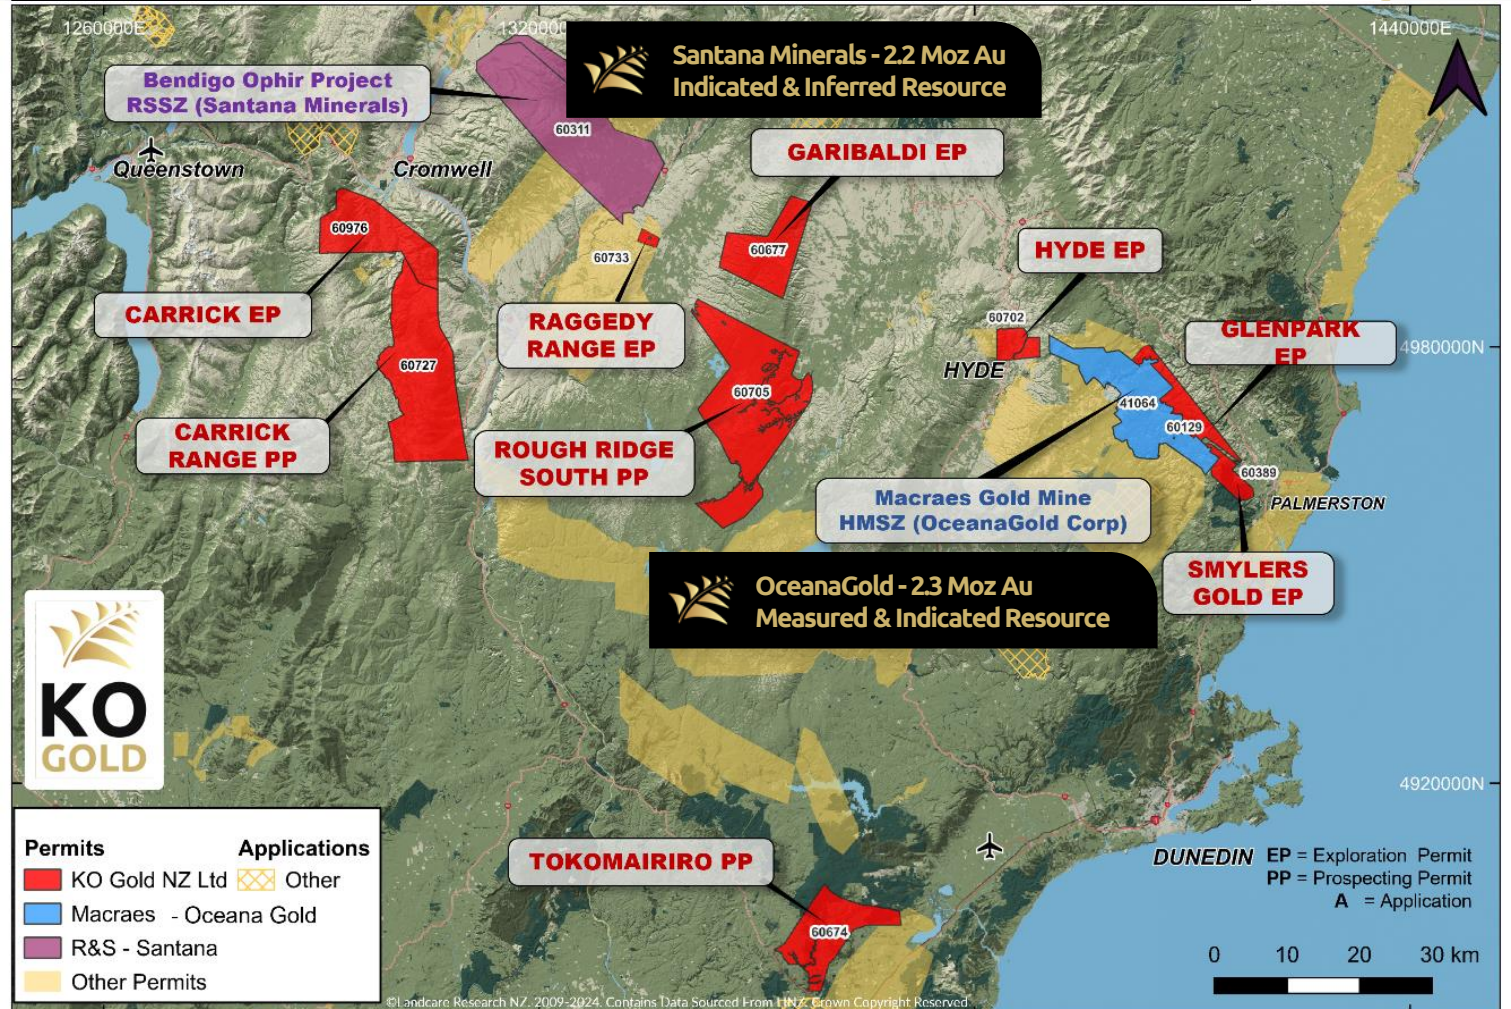 1260000E
1320000
1440000E
Santana Minerals - 2.2 Moz Au
Indicated & Inferred Resource
Bendigo Ophir Project
RSSZ (Santana Minerals)
60311
GARIBALDI EP
Queenstown
Cromwell
60976
60677
60733
HYDE EP
CARRICK EP
RAGGEDY
RANGE EP
60702
GLENPARK
EP
4980000N
HYDE
60727
60705
41064
60129
CARRICK
RANGE PP
ROUGH RIDGE
SOUTH PP
60389
Macraes Gold Mine
HMSZ (OceanaGold Corp)
PALMERSTON
OceanaGold - 2.3 Moz Au
Measured & Indicated Resource
SMYLERS
GOLD EP
KO
GOLD
4920000N
TOKOMAIRIRO PP
60674
DUNEDIN
EP = Exploration Permit
PP = Prospecting Permit
A = Application
0 10 20 30 km
Permits
Applications
KO Gold NZ Ltd
Other
Macraes - Oceana Gold
R&S - Santana
Other Permits
©Landcare Research NZ. 2009-2024. Contains Data Sourced From LINZ. Crown Copyright Reserved